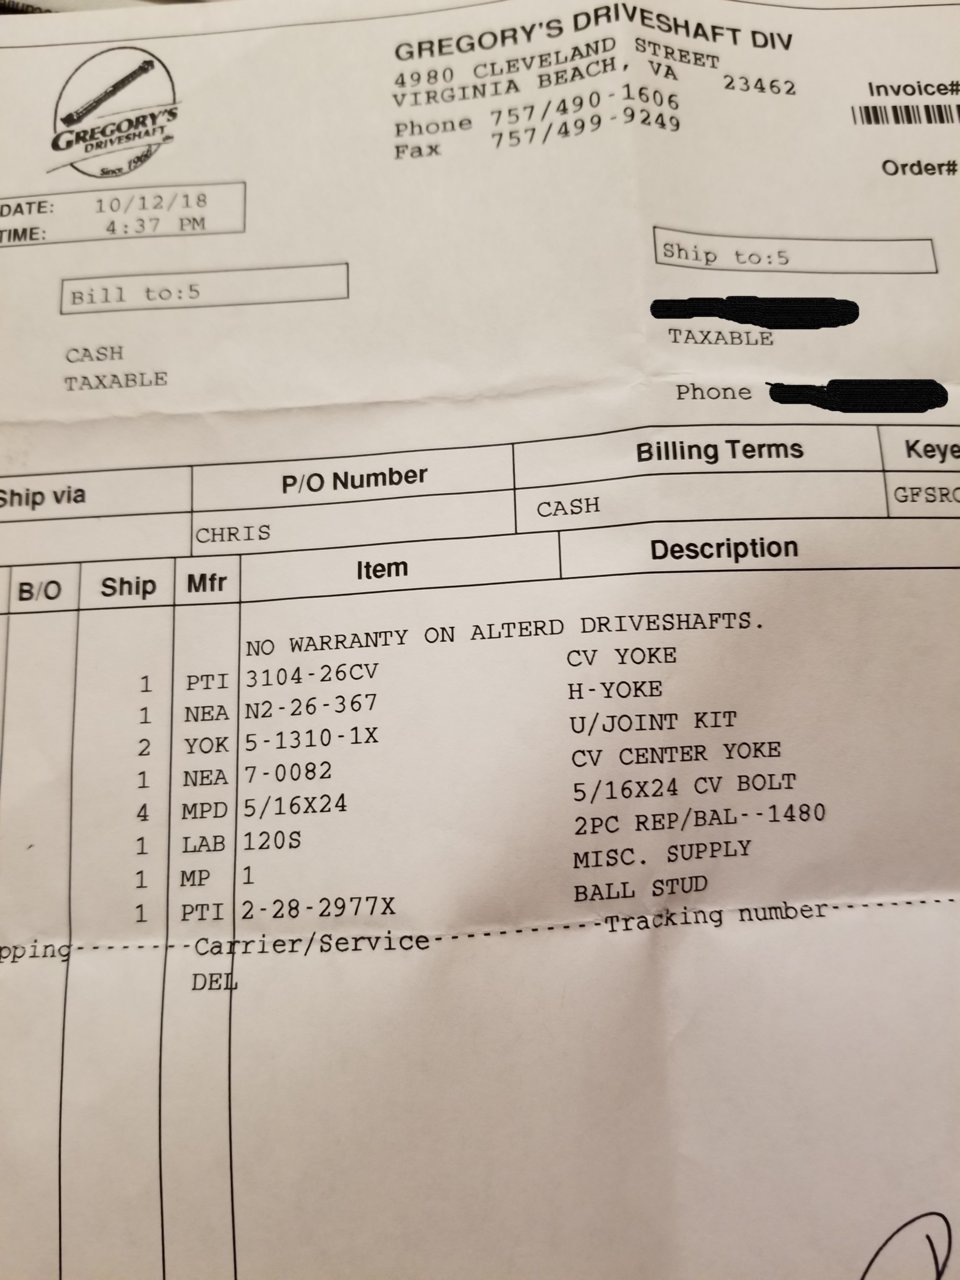 GREGORY'S DRIVESHAFT DIV
4980 CLEVELAND STREET
VIRGINIA BEACH, VA 23462
Phone 757/490-1606
Fax 757/499-9249
Invoice#
Order#
GREGORY'S
DRIVESHAFT
Since 1966
DATE: 10/12/18
TIME: 4:37 PM
Bill to:5
Ship to:5
CASH
TAXABLE
TAXABLE
Phone
Ship via P/O Number Billing Terms Keye
CHRIS CASH GFSRC
B/O Ship Mfr Item Description
NO WARRANTY ON ALTERD DRIVESHAFTS.
1 PTI 3104-26CV CV YOKE
1 NEA N2-26-367 H-YOKE
2 YOK 5-1310-1X U/JOINT KIT
1 NEA 7-0082 CV CENTER YOKE
4 MPD 5/16X24 5/16X24 CV BOLT
1 LAB 120S 2PC REP/BAL--1480
1 MP 1 MISC. SUPPLY
1 PTI 2-28-2977X BALL STUD
pping--------Carrier/Service-----------Tracking number---------
DEL